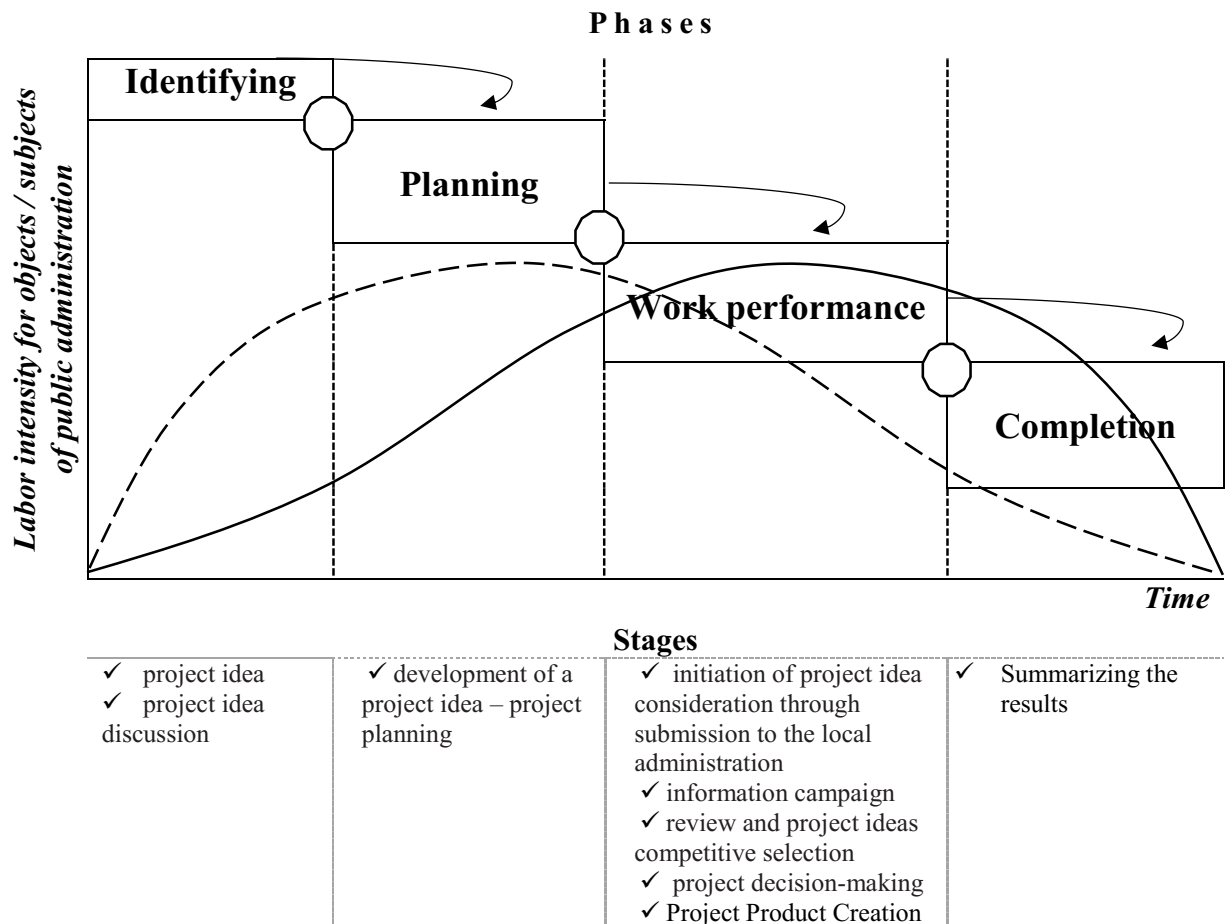 Phases
Identifying
Planning
Work performance
Completion
Labor intensity for objects / subjects
of public administration
Time
Stages
✓ project idea
✓ project idea
discussion
✓ development of a
project idea – project
planning
✓ initiation of project idea
consideration through
submission to the local
administration
✓ information campaign
✓ review and project ideas
competitive selection
✓ project decision-making
✓ Project Product Creation
✓ Summarizing the
results